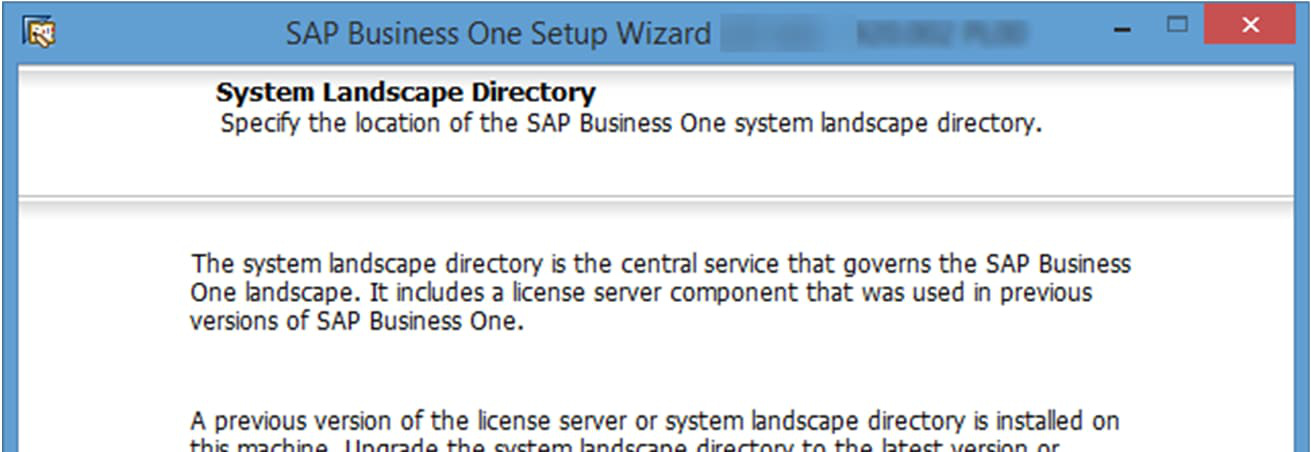 SAP Business One Setup Wizard
System Landscape Directory
Specify the location of the SAP Business One system landscape directory.
The system landscape directory is the central service that governs the SAP Business
One landscape. It includes a license server component that was used in previous
versions of SAP Business One.
A previous version of the license server or system landscape directory is installed on
this machine. Upgrade the system landscape directory to the latest version or